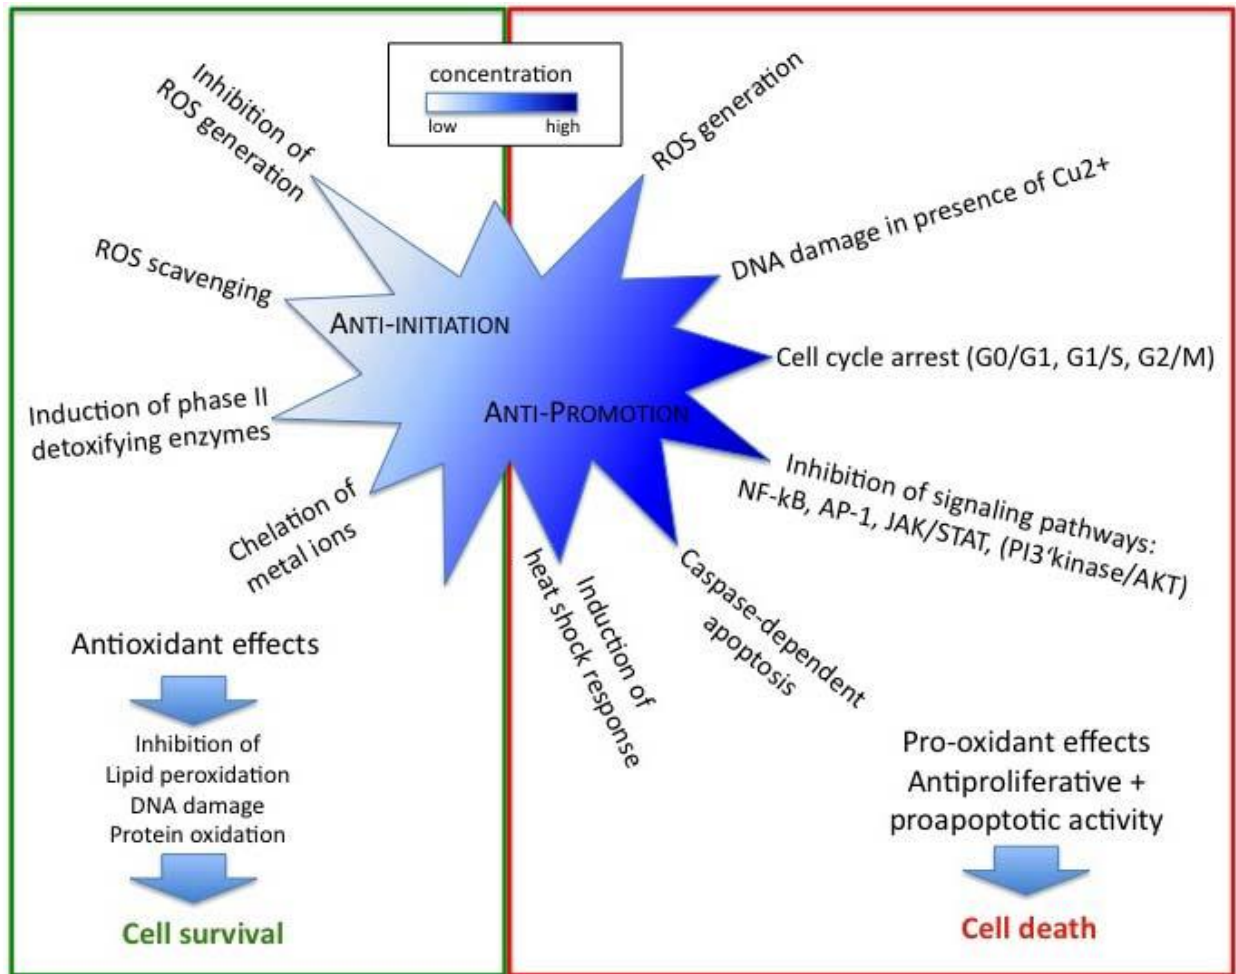 concentration
low high
Inhibition of
ROS generation
ROS scavenging
Induction of phase II
detoxifying enzymes
Chelation of
metal ions
ANTI-INITIATION
ANTI-PROMOTION
ROS generation
DNA damage in presence of Cu2+
Cell cycle arrest (G0/G1, G1/S, G2/M)
Inhibition of signaling pathways:
NF-kB, AP-1, JAK/STAT, (PI3‘kinase/AKT)
Caspase-dependent
apoptosis
Induction of
heat shock response
Antioxidant effects
Inhibition of
Lipid peroxidation
DNA damage
Protein oxidation
Cell survival
Pro-oxidant effects
Antiproliferative +
proapoptotic activity
Cell death